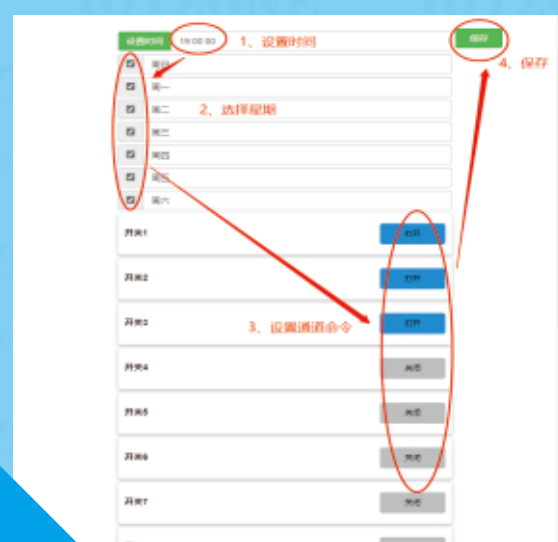 设置时间 19:00:00 1、设置时间 保存
4、保存
周日
周一
周二 2、选择星期
周三
周四
周五
周六
开关1 打开
开关2 打开
开关3 打开
3、设置通道命令
开关4 关闭
开关5 关闭
开关6 关闭
开关7 关闭